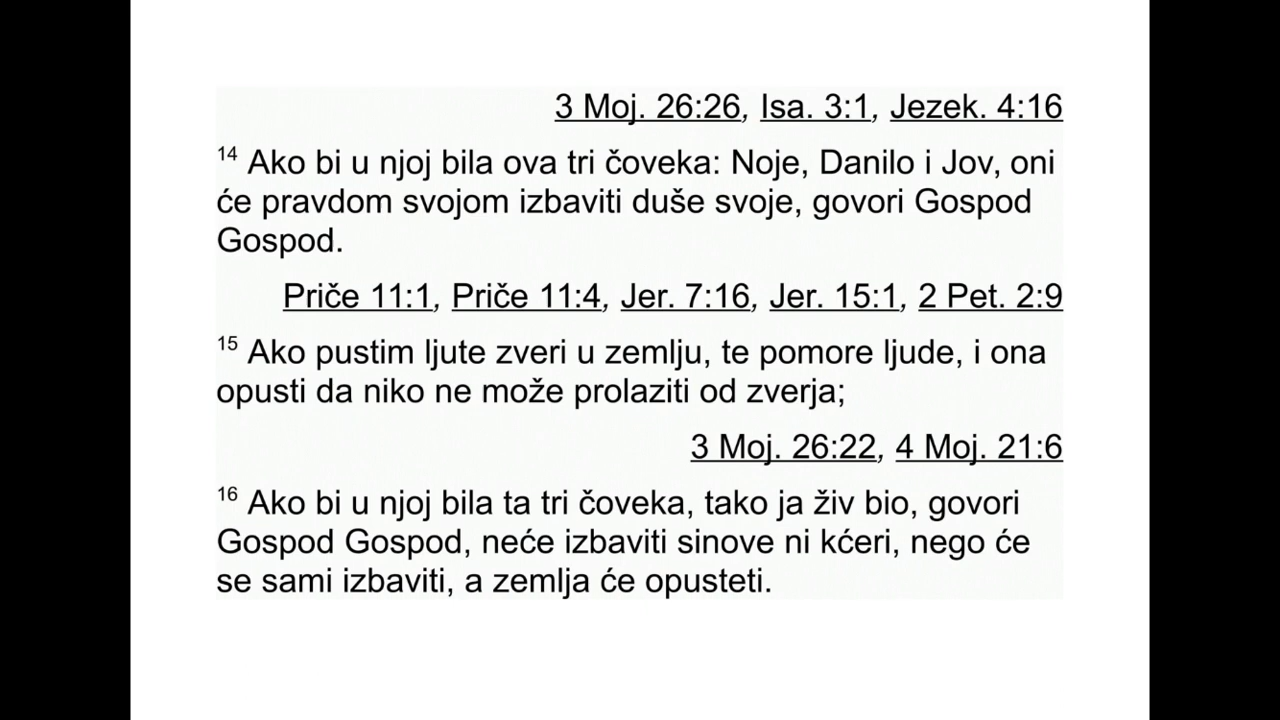 3 Moj. 26:26, Isa. 3:1, Jezek. 4:16
14 Ako bi u njoj bila ova tri čoveka: Noje, Danilo i Jov, oni
će pravdom svojom izbaviti duše svoje, govori Gospod
Gospod.
Priče 11:1, Priče 11:4, Jer. 7:16, Jer. 15:1, 2 Pet. 2:9
15 Ako pustim ljute zveri u zemlju, te pomore ljude, i ona
opusti da niko ne može prolaziti od zverja;
3 Moj. 26:22, 4 Moj. 21:6
16 Ako bi u njoj bila ta tri čoveka, tako ja živ bio, govori
Gospod Gospod, neće izbaviti sinove ni kćeri, nego će
se sami izbaviti, a zemlja će opusteti.